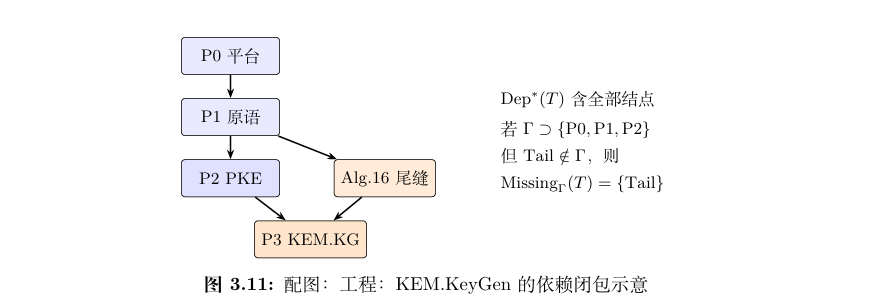 P0 平台
P1 原语
P2 PKE
Alg.16 尾缝
P3 KEM.KG
Dep*(T) 含全部结点
若 Γ ⊃ {P0, P1, P2}
但 Tail ∉ Γ，则
Missing_Γ(T) = {Tail}
图 3.11: 配图：工程：KEM.KeyGen 的依赖闭包示意